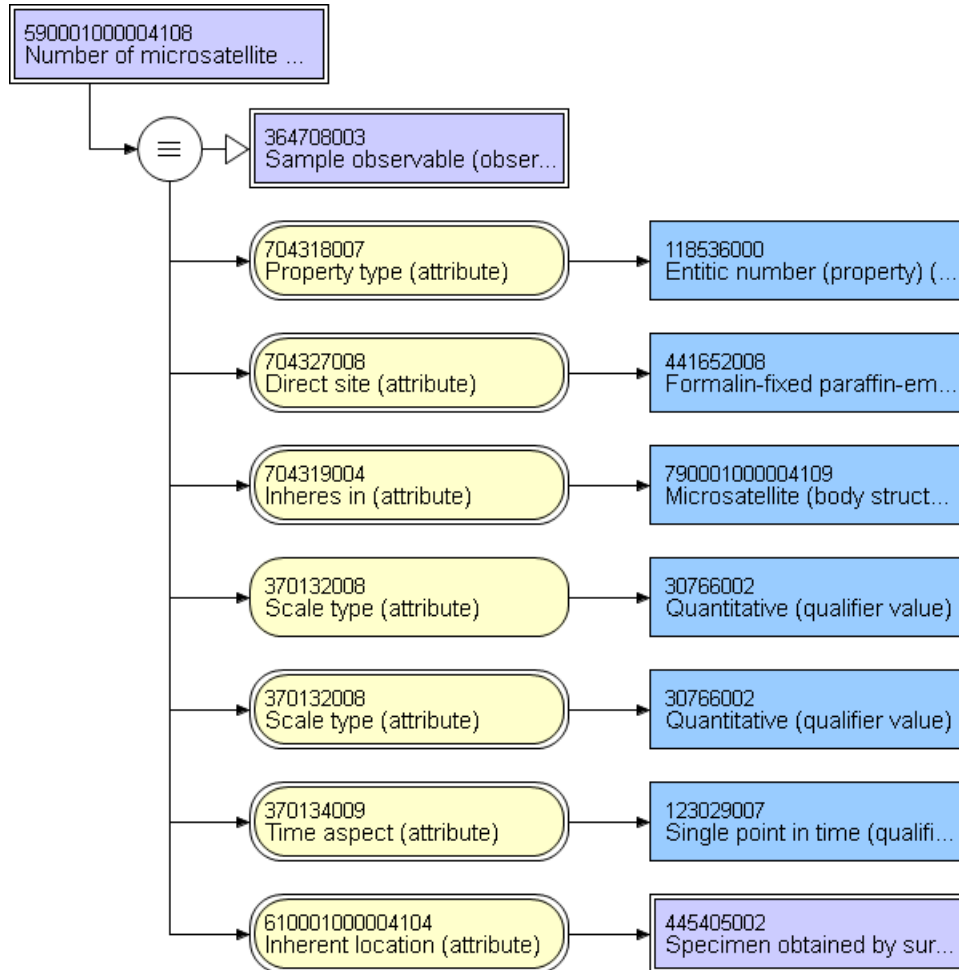 590001000004108
Number of microsatellite ...
364708003
Sample observable (obser...
704318007
Property type (attribute)
118536000
Entitic number (property) (...
704327008
Direct site (attribute)
441652008
Formalin-fixed paraffin-em...
704319004
Inheres in (attribute)
790001000004109
Microsatellite (body struct...
370132008
Scale type (attribute)
30766002
Quantitative (qualifier value)
370132008
Scale type (attribute)
30766002
Quantitative (qualifier value)
370134009
Time aspect (attribute)
123029007
Single point in time (qualifi...
610001000004104
Inherent location (attribute)
445405002
Specimen obtained by sur...